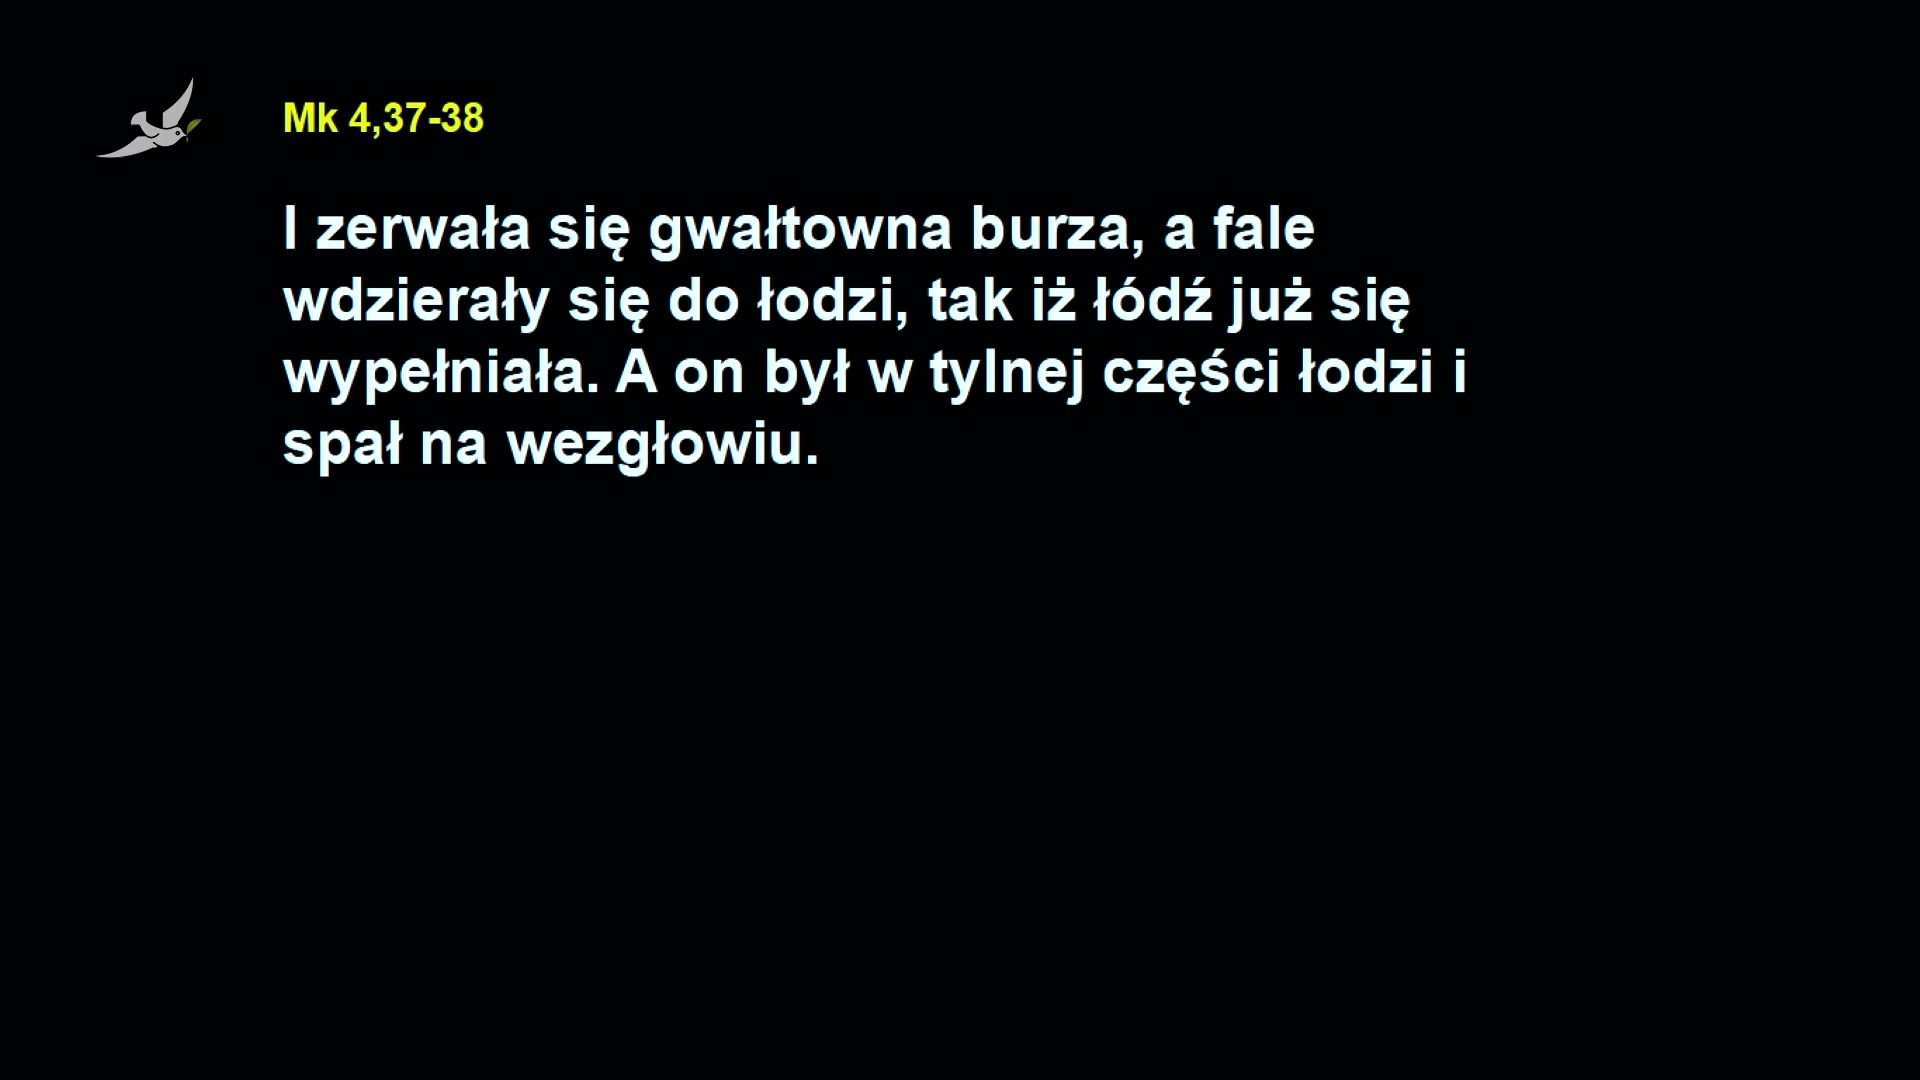 Mk 4,37-38
I zerwała się gwałtowna burza, a fale
wdzierały się do łodzi, tak iż łódź już się
wypełniała. A on był w tylnej części łodzi i
spał na wezgłowiu.